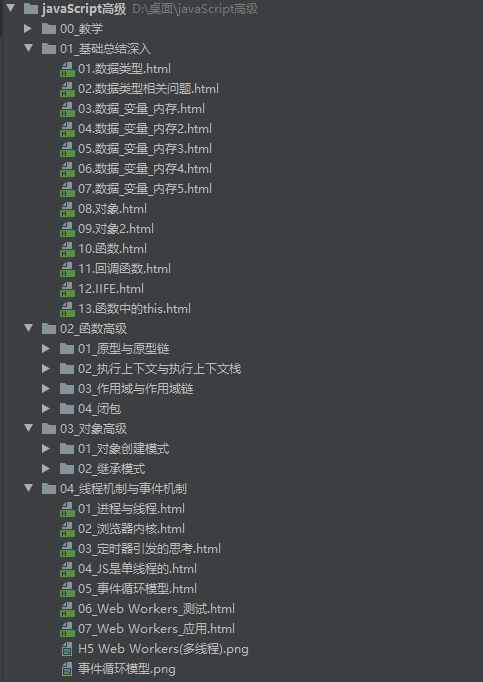 javaScript高级 D:\桌面\javaScript高级
00_教学
01_基础总结深入
01.数据类型.html
02.数据类型相关问题.html
03.数据_变量_内存.html
04.数据_变量_内存2.html
05.数据_变量_内存3.html
06.数据_变量_内存4.html
07.数据_变量_内存5.html
08.对象.html
09.对象2.html
10.函数.html
11.回调函数.html
12.IIFE.html
13.函数中的this.html
02_函数高级
01_原型与原型链
02_执行上下文与执行上下文栈
03_作用域与作用域链
04_闭包
03_对象高级
01_对象创建模式
02_继承模式
04_线程机制与事件机制
01_进程与线程.html
02_浏览器内核.html
03_定时器引发的思考.html
04_JS是单线程的.html
05_事件循环模型.html
06_Web Workers_测试.html
07_Web Workers_应用.html
H5 Web Workers(多线程).png
事件循环模型.png